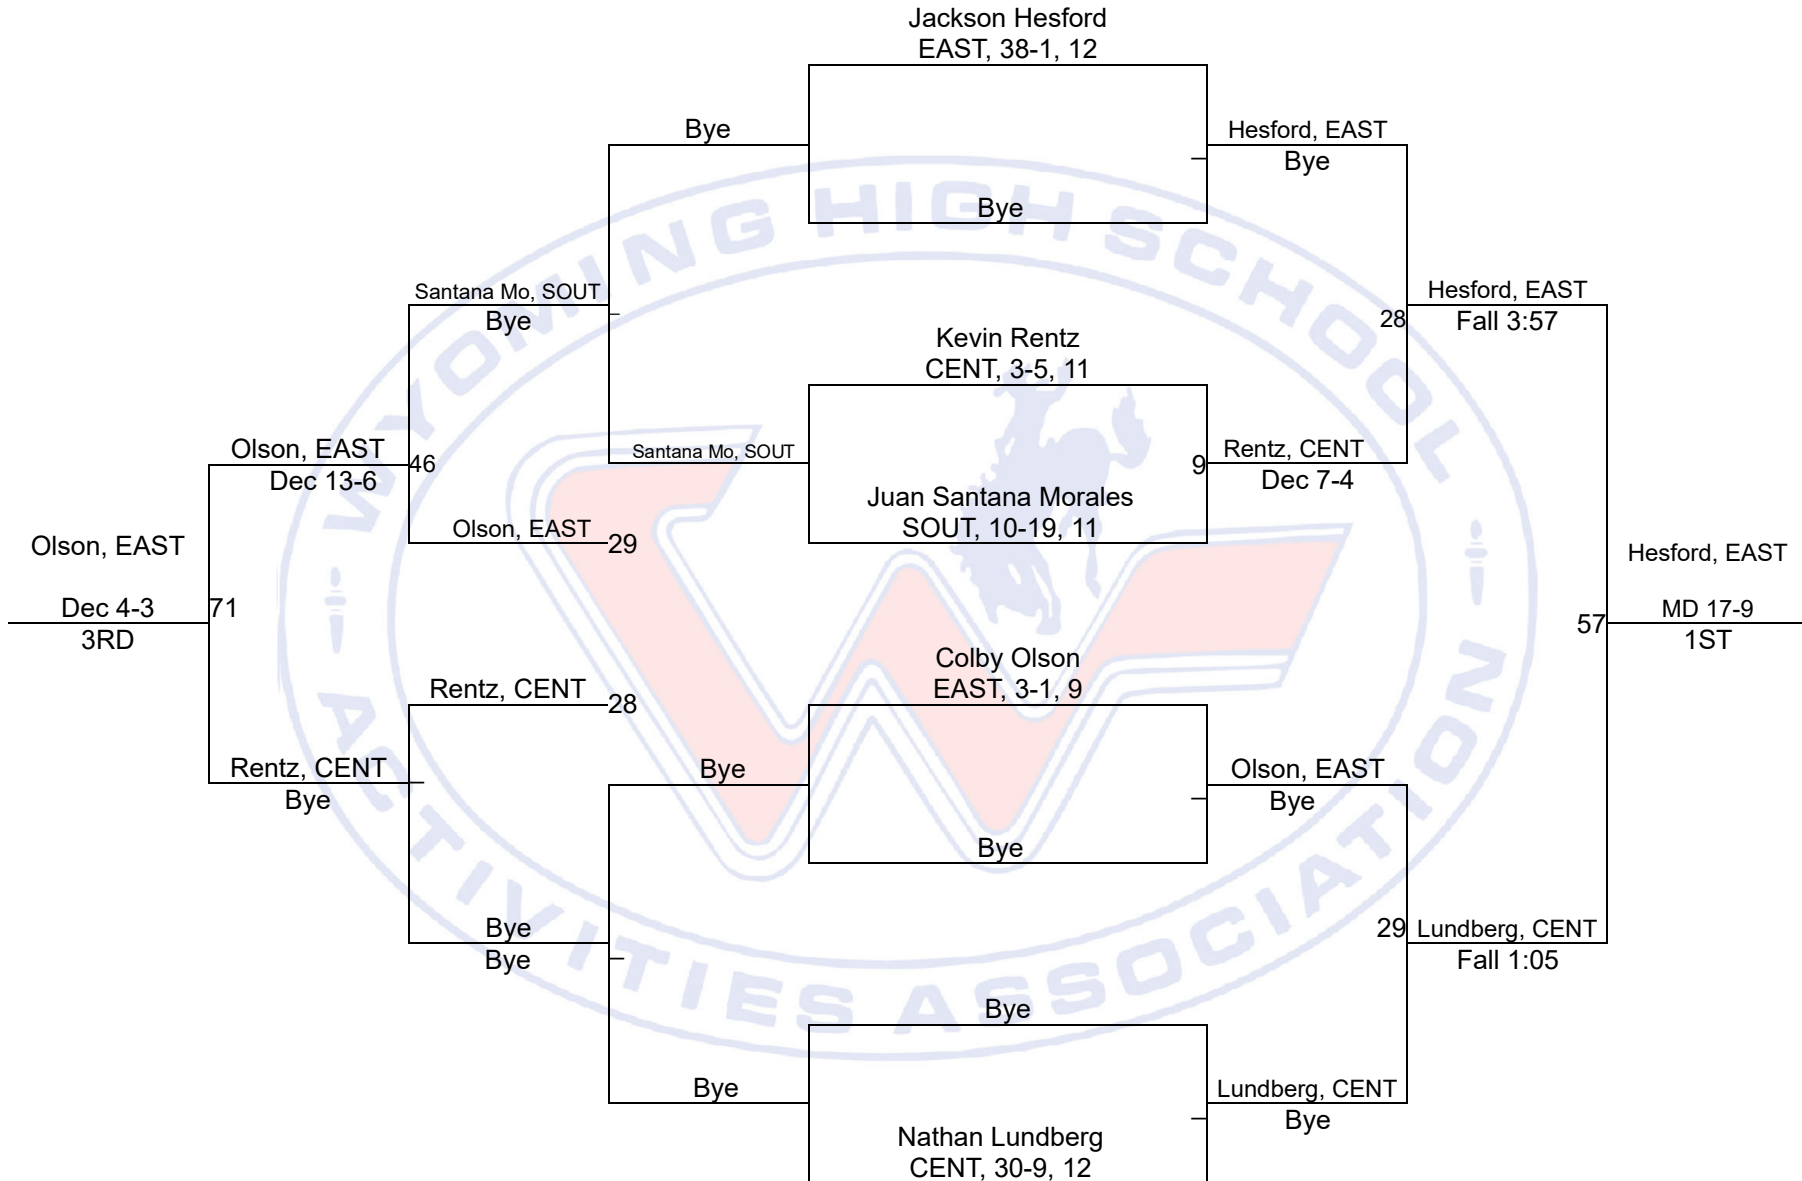 Jackson Hesford
EAST, 38-1, 12
Bye
Hesford, EAST
Bye
Bye
Santana Mo, SOUT
Bye
Hesford, EAST
28
Fall 3:57
Kevin Rentz
CENT, 3-5, 11
Olson, EAST
46
Dec 13-6
Santana Mo, SOUT
9
Rentz, CENT
Dec 7-4
Juan Santana Morales
SOUT, 10-19, 11
Olson, EAST
29
Olson, EAST
Dec 4-3
71
3RD
Hesford, EAST
57
MD 17-9
1ST
Colby Olson
EAST, 3-1, 9
Rentz, CENT
28
Rentz, CENT
Bye
Bye
Olson, EAST
Bye
Bye
Bye
Bye
29
Lundberg, CENT
Fall 1:05
Bye
Bye
Lundberg, CENT
Bye
Nathan Lundberg
CENT, 30-9, 12
WYOMING HIGH SCHOOL
ACTIVITIES ASSOCIATION
W